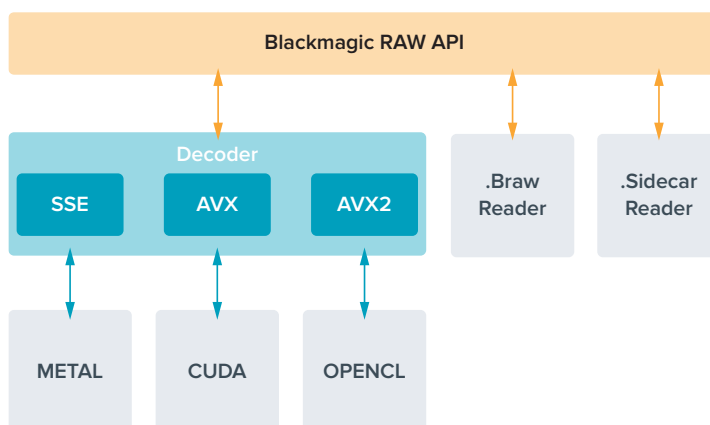 Blackmagic RAW API
Decoder
SSE
AVX
AVX2
.Braw
Reader
.Sidecar
Reader
METAL
CUDA
OPENCL